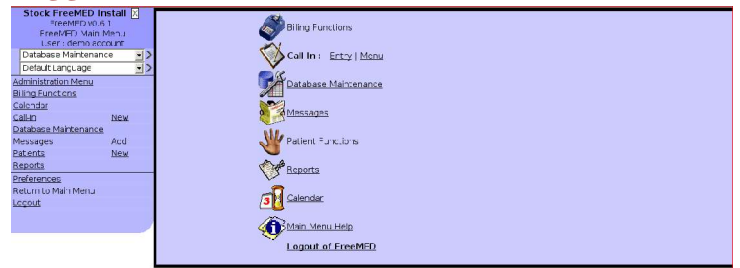 Stock FreeMED Install X
FreeMED v0.6.1
FreeMED Main Menu
User : demo account
Database Maintenance >
Default Language >
Administration Menu
Billing Functions
Calendar
Call-in New
Database Maintenance
Messages Add
Patients New
Reports
Preferences
Return to Main Menu
Logout
Billing Functions
Call In : Entry | Menu
Database Maintenance
Messages
Patient Functions
Reports
3
Calendar
i
Main Menu Help
Logout of FreeMED